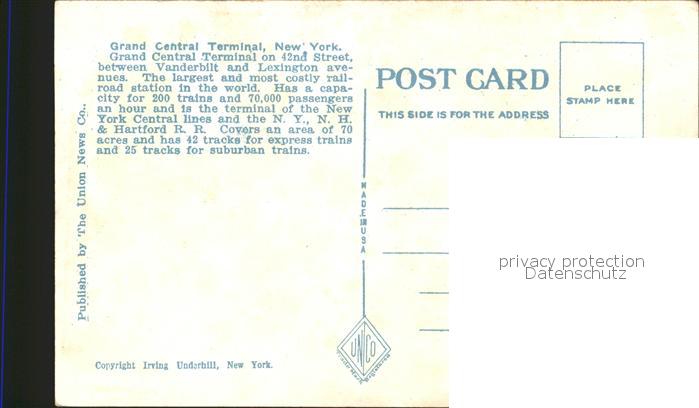 Grand Central Terminal, New York.
Grand Central Terminal on 42nd Street,
between Vanderbilt and Lexington ave-
nues. The largest and most costly rail-
road station in the world. Has a capa-
city for 200 trains and 70,000 passengers
an hour and is the terminal of the New
York Central lines and the N. Y., N. H.
& Hartford R. R. Covers an area of 70
acres and has 42 tracks for express trains
and 25 tracks for suburban trains.
Published by The Union News Co.
POST CARD
THIS SIDE IS FOR THE ADDRESS
PLACE
STAMP HERE
MADE IN USA
UNCO
Trade Mark Registered
Copyright Irving Underhill, New York.
privacy protection
Datenschutz